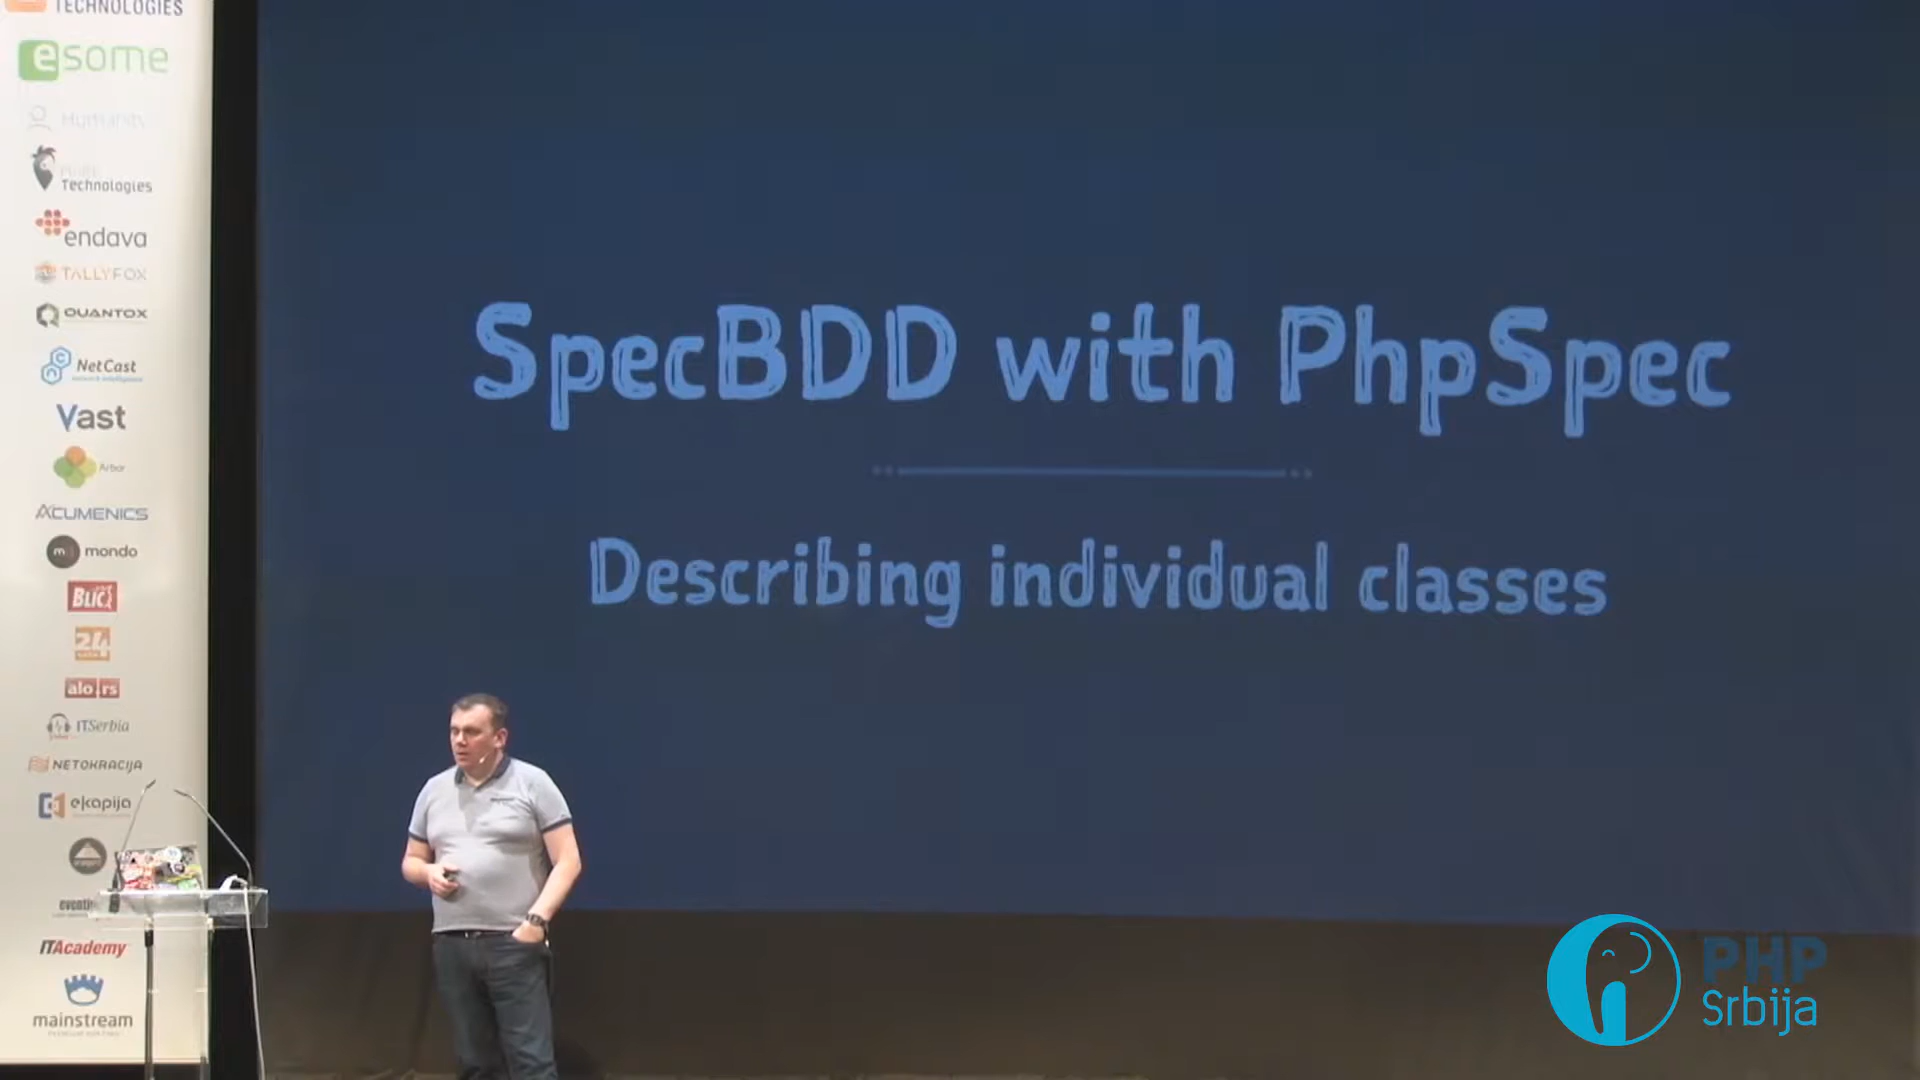 TECHNOLOGIES
esome
Humanity
Technologies
endava
TALLYFOX
QUANTOX
NetCast
Vast
Arbor
ACUMENICS
mondo
BLIC
24
alo.rs
ITSerbia
NETOKRACIJA
ekapija
ITAcademy
mainstream
SpecBDD with PhpSpec
Describing individual classes
PHP
Srbija